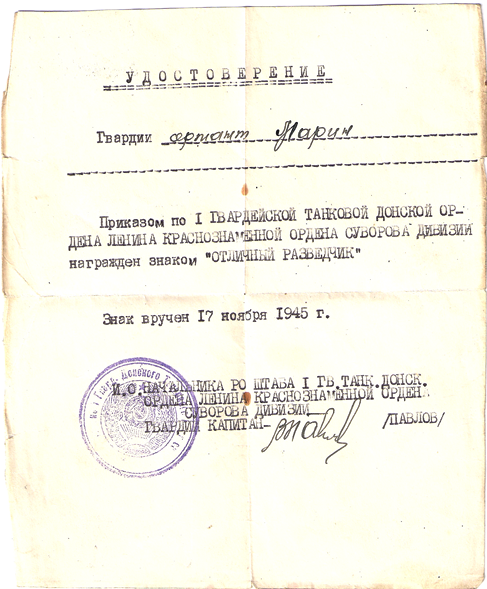 УДОСТОВЕРЕНИЕ
Гвардии сержант Марин
Приказом по I ГВАРДЕЙСКОЙ ТАНКОВОЙ ДОНСКОЙ ОР-
ДЕНА ЛЕНИНА КРАСНОЗНАМЕННОЙ ОРДЕНА СУВОРОВА ДИВИЗИИ
награжден знаком "ОТЛИЧНЫЙ РАЗВЕДЧИК"
Знак вручен 17 ноября 1945 г.
И.О.НАЧАЛЬНИКА РО ШТАБА I ГВ.ТАНК.ДОНСК.
ОРДЕНА ЛЕНИНА КРАСНОЗНАМЕННОЙ ОРДЕНА
СУВОРОВА ДИВИЗИИ
ГВАРДИИ КАПИТАН- /ПАВЛОВ/